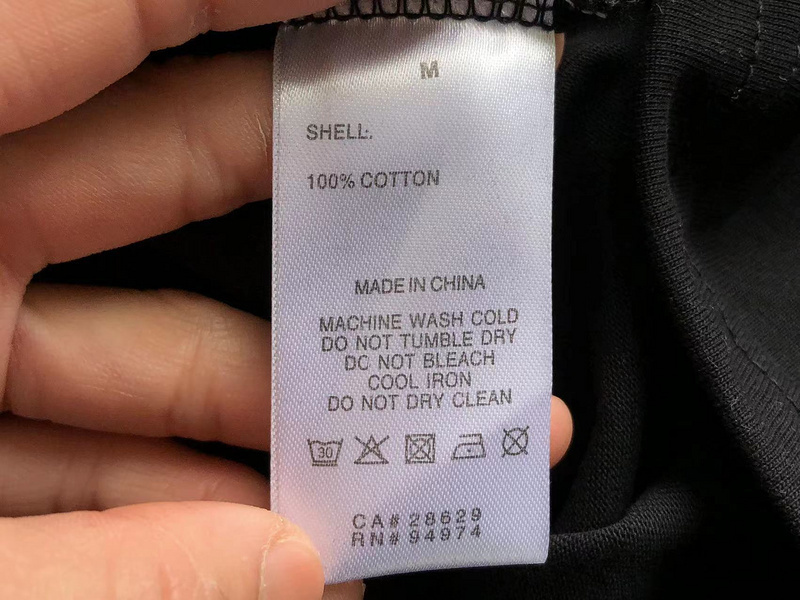 M
SHELL:
100% COTTON
MADE IN CHINA
MACHINE WASH COLD
DO NOT TUMBLE DRY
DO NOT BLEACH
COOL IRON
DO NOT DRY CLEAN
30
CA# 28629
RN# 94974